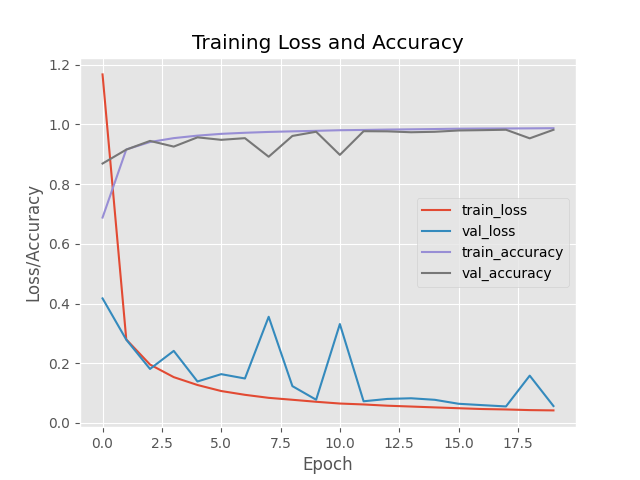 Training Loss and Accuracy
1.2
1.0
0.8
0.6
0.4
0.2
0.0
Loss/Accuracy
train_loss
val_loss
train_accuracy
val_accuracy
0.0 2.5 5.0 7.5 10.0 12.5 15.0 17.5
Epoch